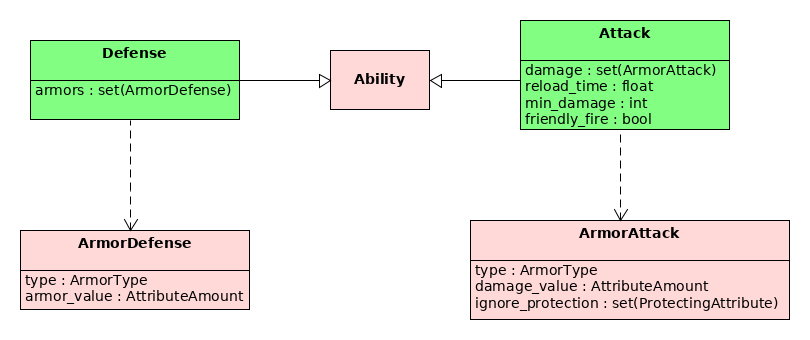 Defense
armors : set(ArmorDefense)
Ability
Attack
damage : set(ArmorAttack)
reload_time : float
min_damage : int
friendly_fire : bool
ArmorDefense
type : ArmorType
armor_value : AttributeAmount
ArmorAttack
type : ArmorType
damage_value : AttributeAmount
ignore_protection : set(ProtectingAttribute)